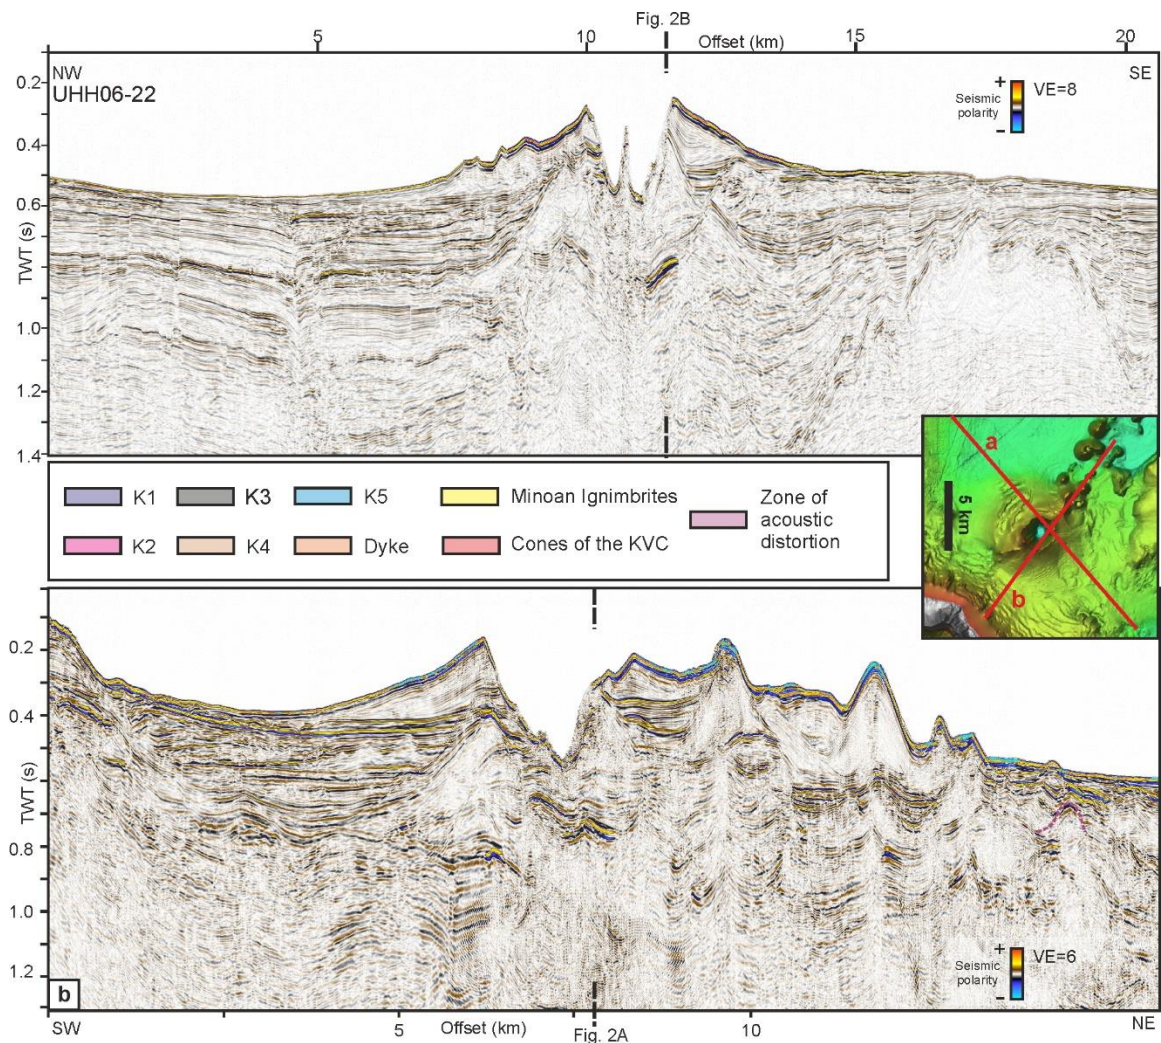 Fig. 2B
5 10 Offset (km) 15 20
NW
UHH06-22
SE
+
Seismic polarity
-
VE=8
TWT (s)
0.2
0.4
0.6
0.8
1.0
1.2
1.4
K1 K3 K5 Minoan Ignimbrites
K2 K4 Dyke Cones of the KVC
Zone of
acoustic
distortion
a
5 km
b
TWT (s)
0.2
0.4
0.6
0.8
1.0
1.2
+
Seismic polarity
-
VE=6
b
SW 5 Offset (km) 10 NE
Fig. 2A